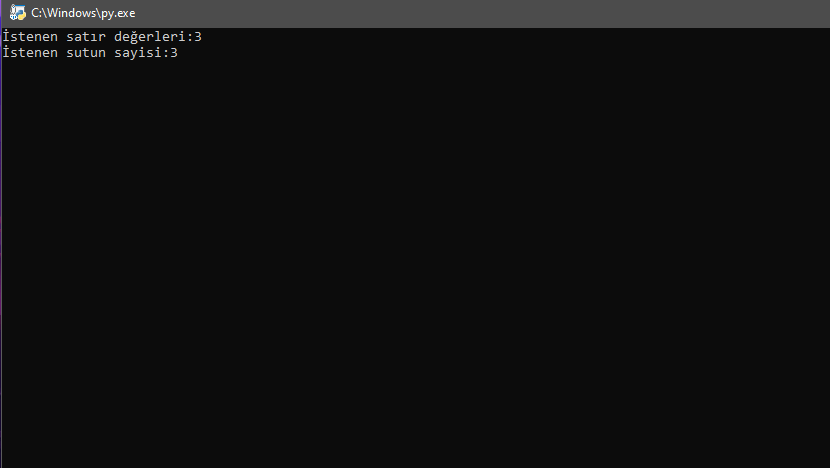 C:\Windows\py.exe
İstenen satır değerleri:3
İstenen sutun sayisi:3